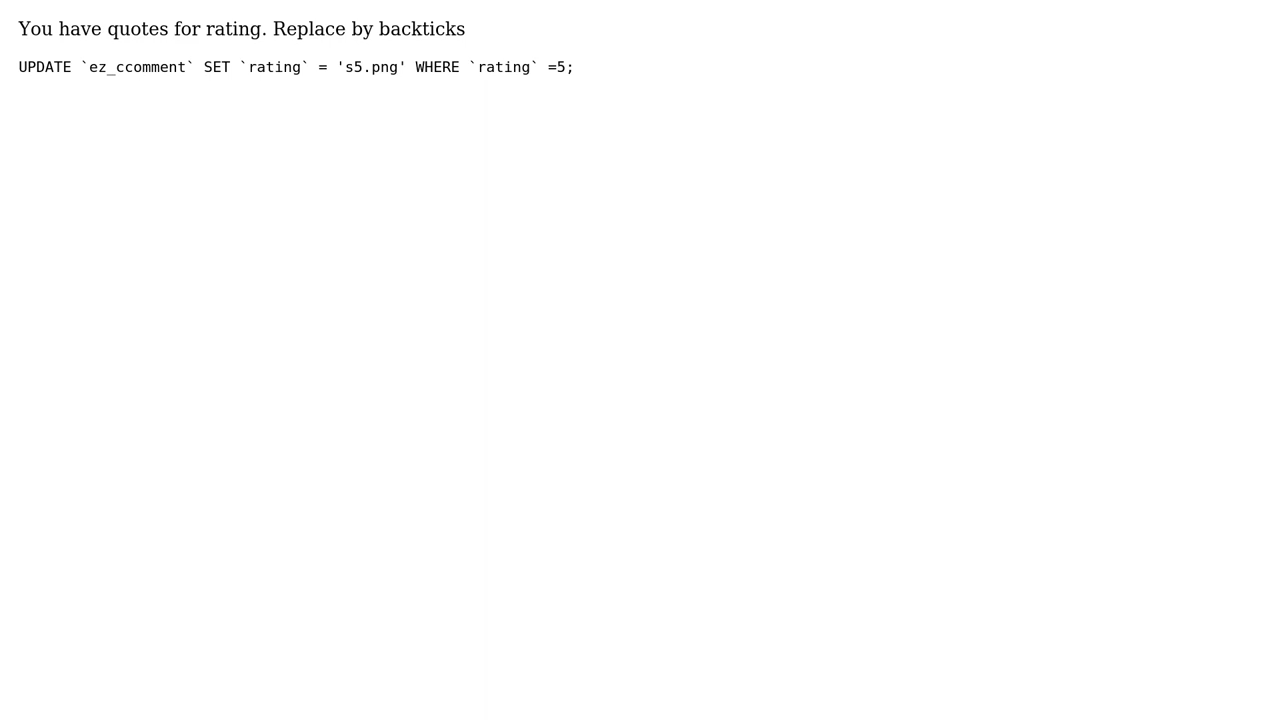 You have quotes for rating. Replace by backticks
UPDATE `ez_ccomment` SET `rating` = 's5.png' WHERE `rating` =5;